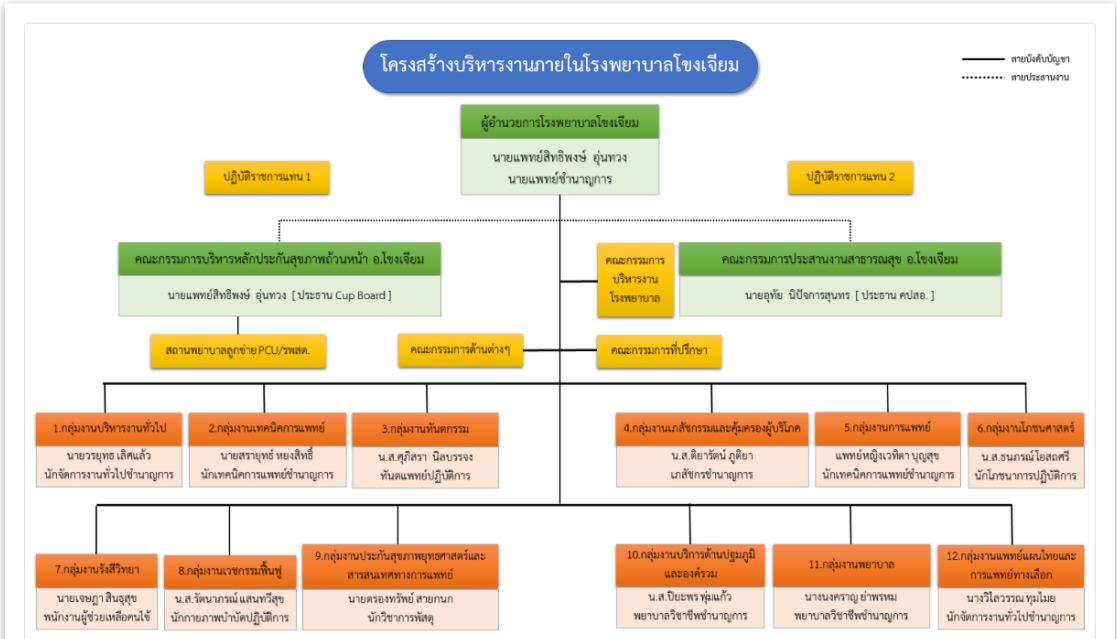 โครงสร้างบริหารงานภายในโรงพยาบาลโขงเจียม
สายบังคับบัญชา
สายประสานงาน
ผู้อำนวยการโรงพยาบาลโขงเจียม
นายแพทย์สิทธิพงษ์ อุ่นทวง
นายแพทย์ชำนาญการ
ปฏิบัติราชการแทน 1
ปฏิบัติราชการแทน 2
คณะกรรมการบริหารหลักประกันสุขภาพถ้วนหน้า อ.โขงเจียม
นายแพทย์สิทธิพงษ์ อุ่นทวง [ ประธาน Cup Board ]
คณะกรรมการ
บริหารงาน
โรงพยาบาล
คณะกรรมการประสานงานสาธารณสุข อ.โขงเจียม
นายอุทัย นิปัจการสุนทร [ ประธาน คปสอ. ]
สถานพยาบาลลูกข่าย PCU/รพสต.
คณะกรรมการด้านต่างๆ
คณะกรรมการที่ปรึกษา
1.กลุ่มงานบริหารงานทั่วไป
นายวรยุทธ เลิศแล้ว
นักจัดการงานทั่วไปชำนาญการ
2.กลุ่มงานเทคนิคการแพทย์
นายสรายุทธ์ หยงสิทธิ์
นักเทคนิคการแพทย์ชำนาญการ
3.กลุ่มงานทันตกรรม
น.ส.ศุภิสรา นิลบรรจง
ทันตแพทย์ปฏิบัติการ
4.กลุ่มงานเภสัชกรรมและคุ้มครองผู้บริโภค
น.ส.ดิยารัตน์ ภูติยา
เภสัชกรชำนาญการ
5.กลุ่มงานการแพทย์
แพทย์หญิงเวทิตา บุญสุข
นักเทคนิคการแพทย์ชำนาญการ
6.กลุ่มงานโภชนศาสตร์
น.ส.ธนภรณ์ โอสถศรี
นักโภชนาการปฏิบัติการ
7.กลุ่มงานรังสีวิทยา
นายเจษฎา สินธุสุข
พนักงานผู้ช่วยเหลือคนไข้
8.กลุ่มงานเวชกรรมฟื้นฟู
น.ส.รัตนาภรณ์ แสนทวีสุข
นักกายภาพบำบัดปฏิบัติการ
9.กลุ่มงานประกันสุขภาพยุทธศาสตร์และ
สารสนเทศทางการแพทย์
นายตรองทรัพย์ สายกนก
นักวิชาการพัสดุ
10.กลุ่มงานบริการด้านปฐมภูมิ
และองค์รวม
น.ส.ปิยะพร พุ่มแก้ว
พยาบาลวิชาชีพชำนาญการ
11.กลุ่มงานพยาบาล
นางนงคราญ ย่าพรหม
พยาบาลวิชาชีพชำนาญการ
12.กลุ่มงานแพทย์แผนไทยและ
การแพทย์ทางเลือก
นางวิไลวรรณ ทุมไมย
นักจัดการงานทั่วไปชำนาญการ